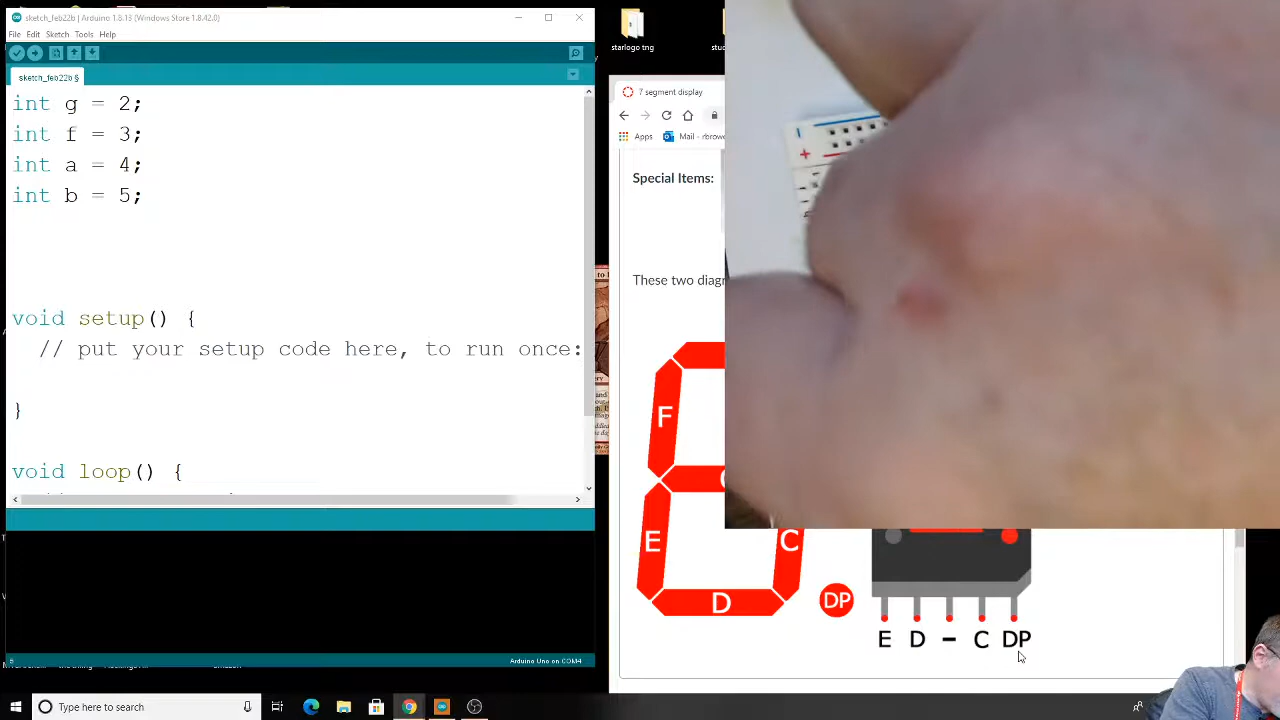 sketch_feb22b | Arduino 1.8.13 (Windows Store 1.8.42.0)
File Edit Sketch Tools Help
sketch_feb22b §
int g = 2;
int f = 3;
int a = 4;
int b = 5;
void setup() {
// put your setup code here, to run once:
}
void loop() {
Arduino Uno on COM4
starlogo tng
7 segment display
Apps
Mail - rbrow
Special Items:
These two diagr
F
E
C
D
DP
E D - C DP
Type here to search